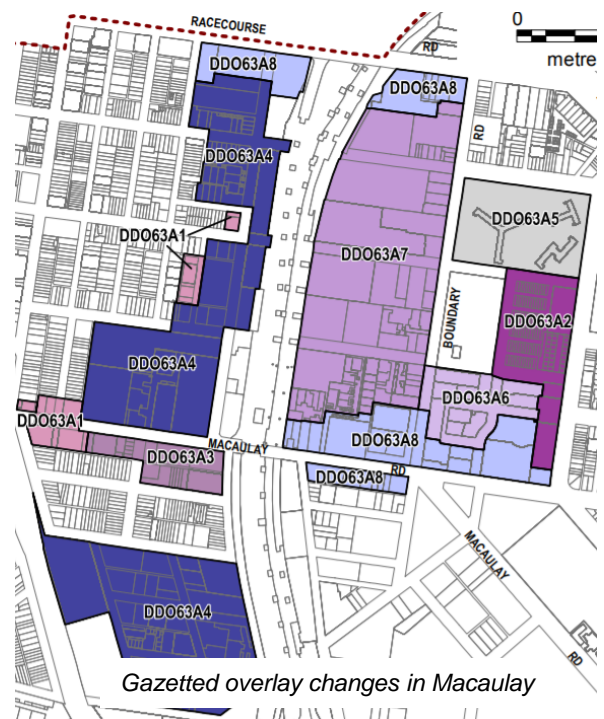 RACECOURSE
RD
0
metre
DDO63A8
DDO63A8
DDO63A4
RD
DDO63A5
DDO63A1
DDO63A7
BOUNDARY
DDO63A2
DDO63A4
DDO63A6
DDO63A1
DDO63A8
MACAULAY
RD
DDO63A3
DDO63A8
MACAULAY
DDO63A4
RD
Gazetted overlay changes in Macaulay